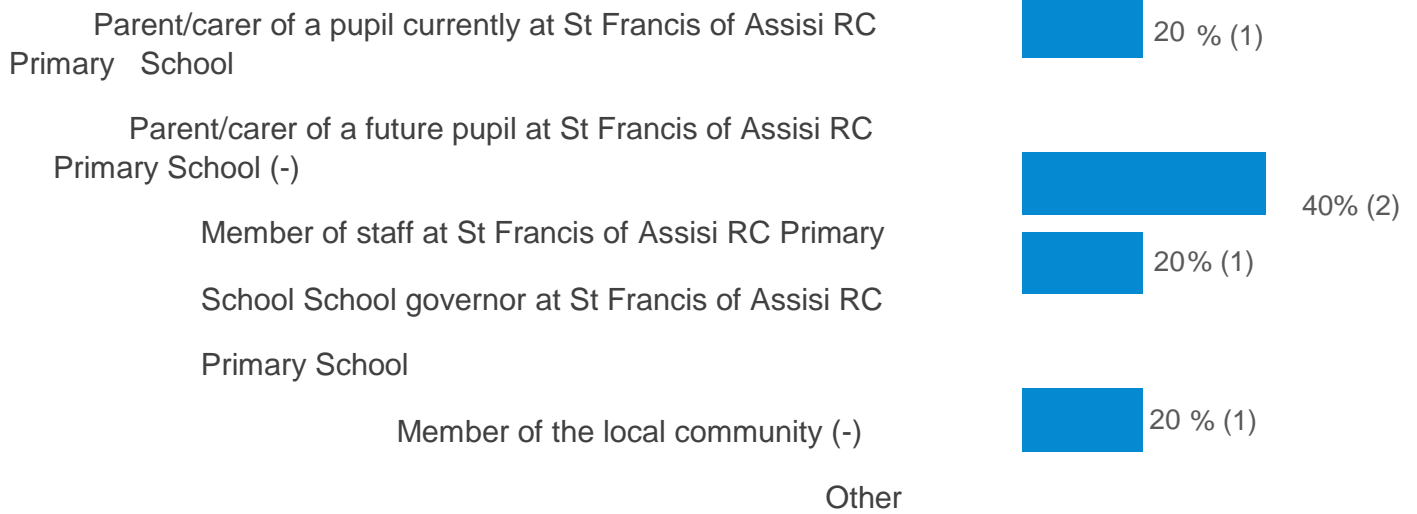 Parent/carer of a pupil currently at St Francis of Assisi RC
20 % (1)
Primary School
Parent/carer of a future pupil at St Francis of Assisi RC
Primary School (-)
40% (2)
Member of staff at St Francis of Assisi RC Primary
20% (1)
School School governor at St Francis of Assisi RC
Primary School
20 % (1)
Member of the local community (-)
Other